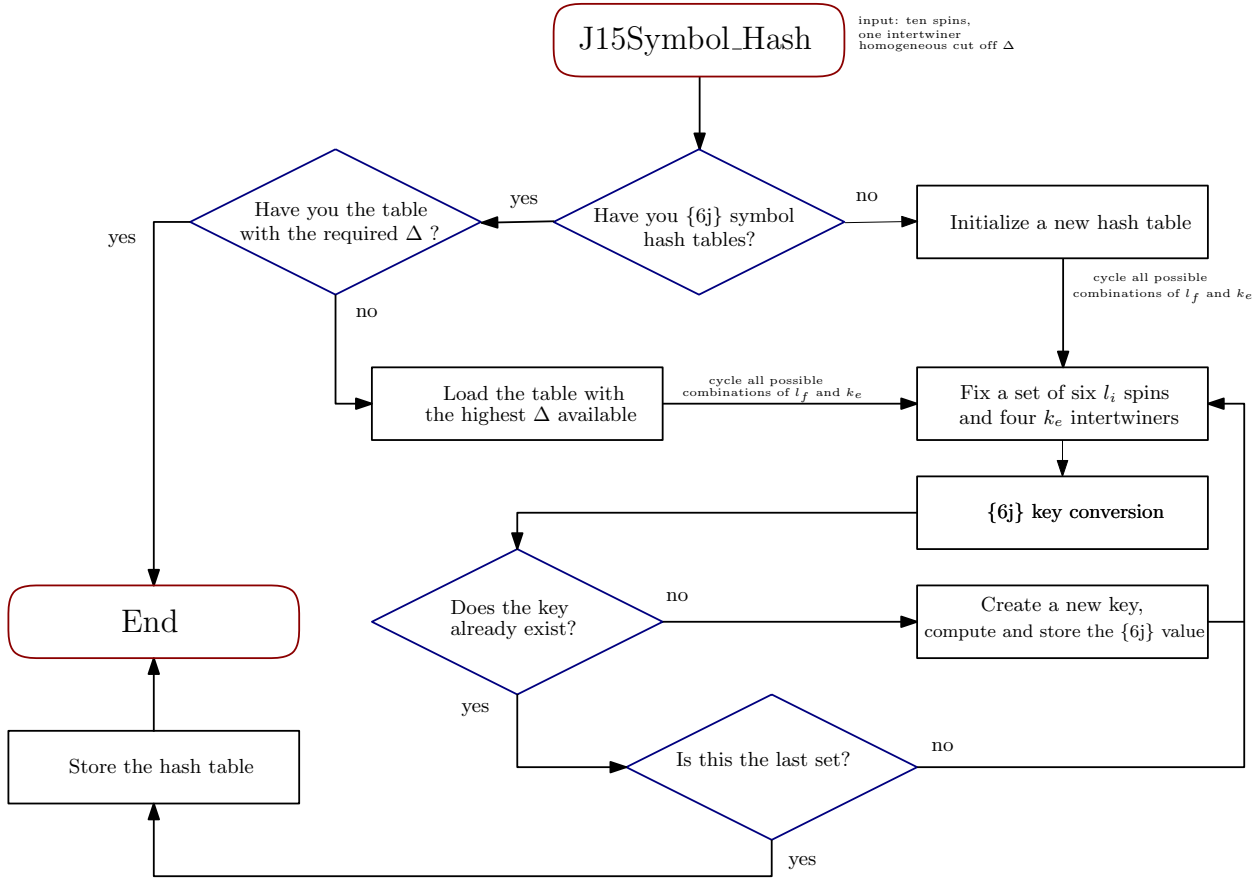 J15Symbol_Hash
input: ten spins,
one intertwiner
homogeneous cut off Δ
Have you the table
with the required Δ ?
yes
Have you {6j} symbol
hash tables?
no
Initialize a new hash table
yes
no
cycle all possible
combinations of l_f and k_e
Load the table with
the highest Δ available
cycle all possible
combinations of l_f and k_e
Fix a set of six l_i spins
and four k_e intertwiners
{6j} key conversion
Does the key
already exist?
no
Create a new key,
compute and store the {6j} value
End
yes
Is this the last set?
no
Store the hash table
yes